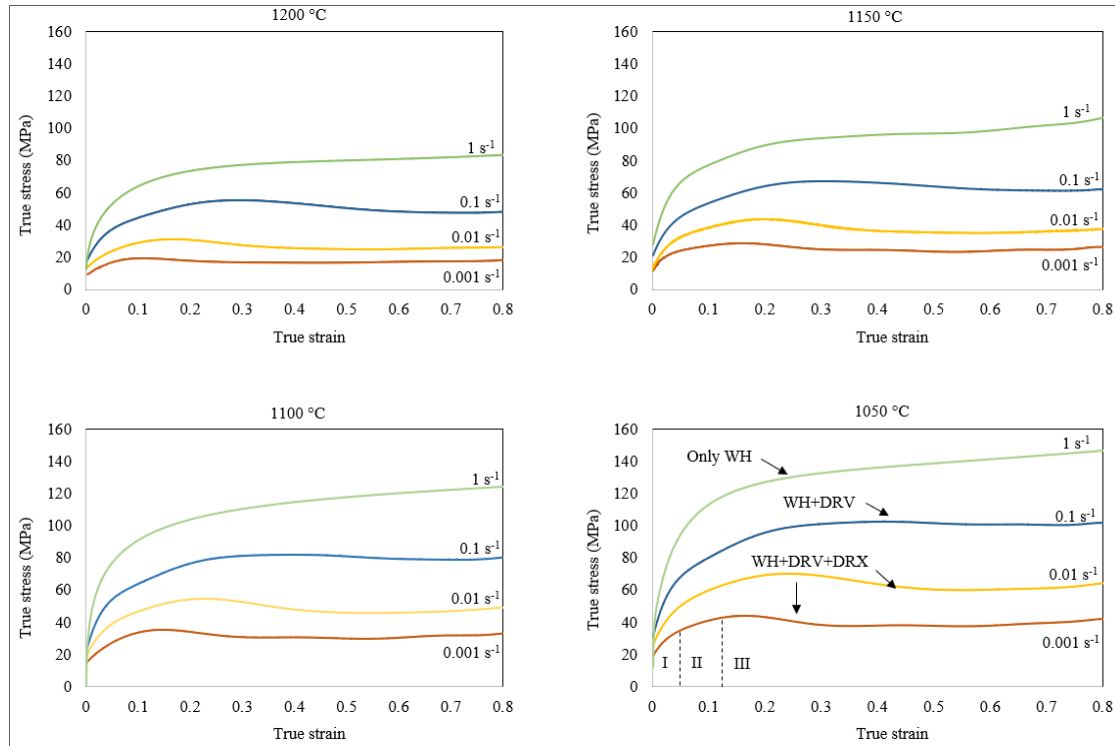 1200 °C
True stress (MPa)
160
140
120
100
80
60
40
20
0
1 s-1
0.1 s-1
0.01 s-1
0.001 s-1
0 0.1 0.2 0.3 0.4 0.5 0.6 0.7 0.8
True strain
1150 °C
True stress (MPa)
160
140
120
100
80
60
40
20
0
1 s-1
0.1 s-1
0.01 s-1
0.001 s-1
0 0.1 0.2 0.3 0.4 0.5 0.6 0.7 0.8
True strain
1100 °C
True stress (MPa)
160
140
120
100
80
60
40
20
0
1 s-1
0.1 s-1
0.01 s-1
0.001 s-1
0 0.1 0.2 0.3 0.4 0.5 0.6 0.7 0.8
True strain
1050 °C
True stress (MPa)
160
140
120
100
80
60
40
20
0
Only WH
1 s-1
WH+DRV
0.1 s-1
WH+DRV+DRX
0.01 s-1
0.001 s-1
I II III
0 0.1 0.2 0.3 0.4 0.5 0.6 0.7 0.8
True strain